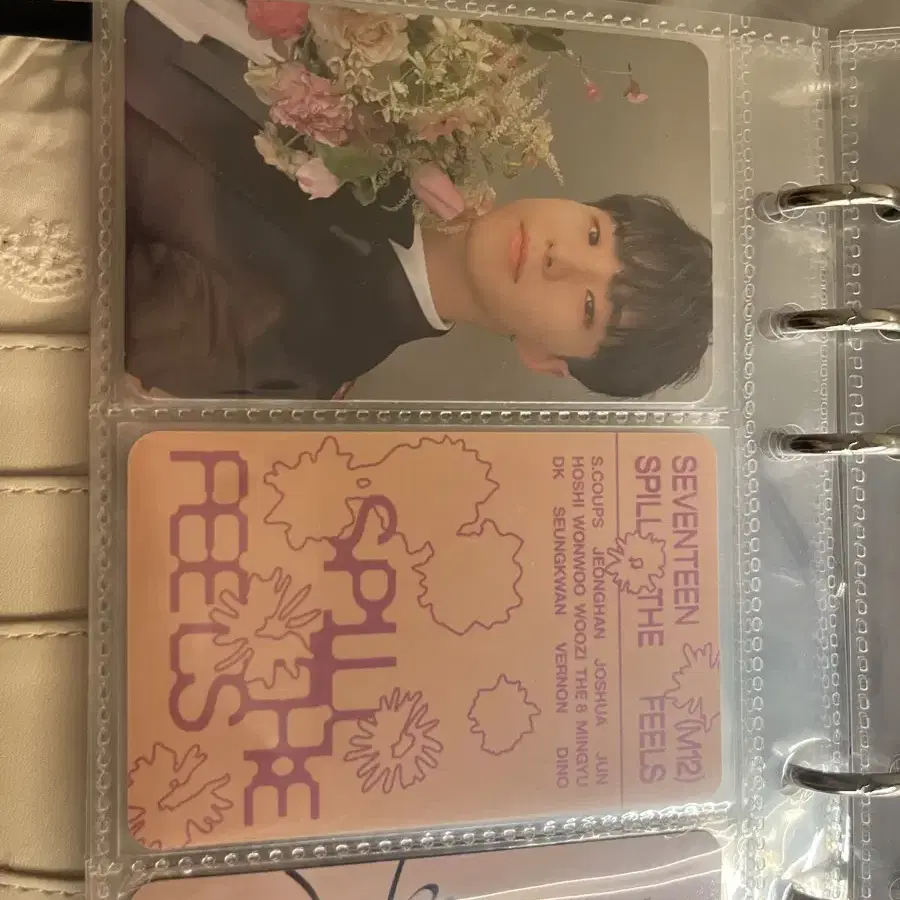 SEVENTEEN (M12)
SPILL THE FEELS
S.COUPS JEONGHAN JOSHUA JUN
HOSHI WONWOO WOOZI THE 8 MINGYU
DK SEUNGKWAN VERNON DINO
SPILL
THE
FEELS